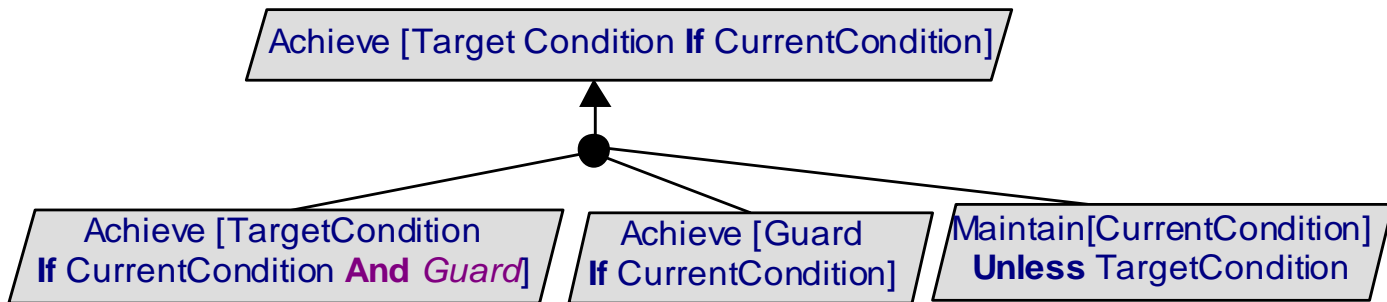 Achieve [Target Condition If CurrentCondition]
Achieve [TargetCondition
If CurrentCondition And Guard]
Achieve [Guard
If CurrentCondition]
Maintain[CurrentCondition]
Unless TargetCondition